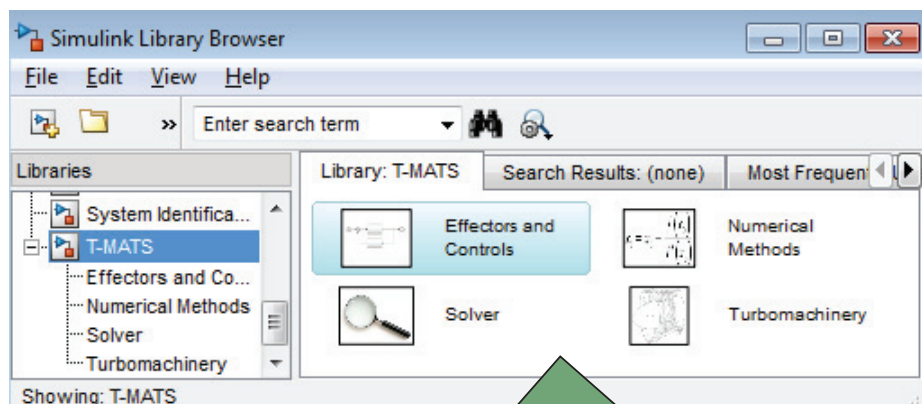 Simulink Library Browser
File Edit View Help
» Enter search term
Libraries
Library: T-MATS
Search Results: (none)
Most Frequen
System Identifica...
T-MATS
Effectors and Co...
Numerical Methods
Solver
Turbomachinery
Effectors and
Controls
Numerical
Methods
Solver
Turbomachinery
Showing: T-MATS